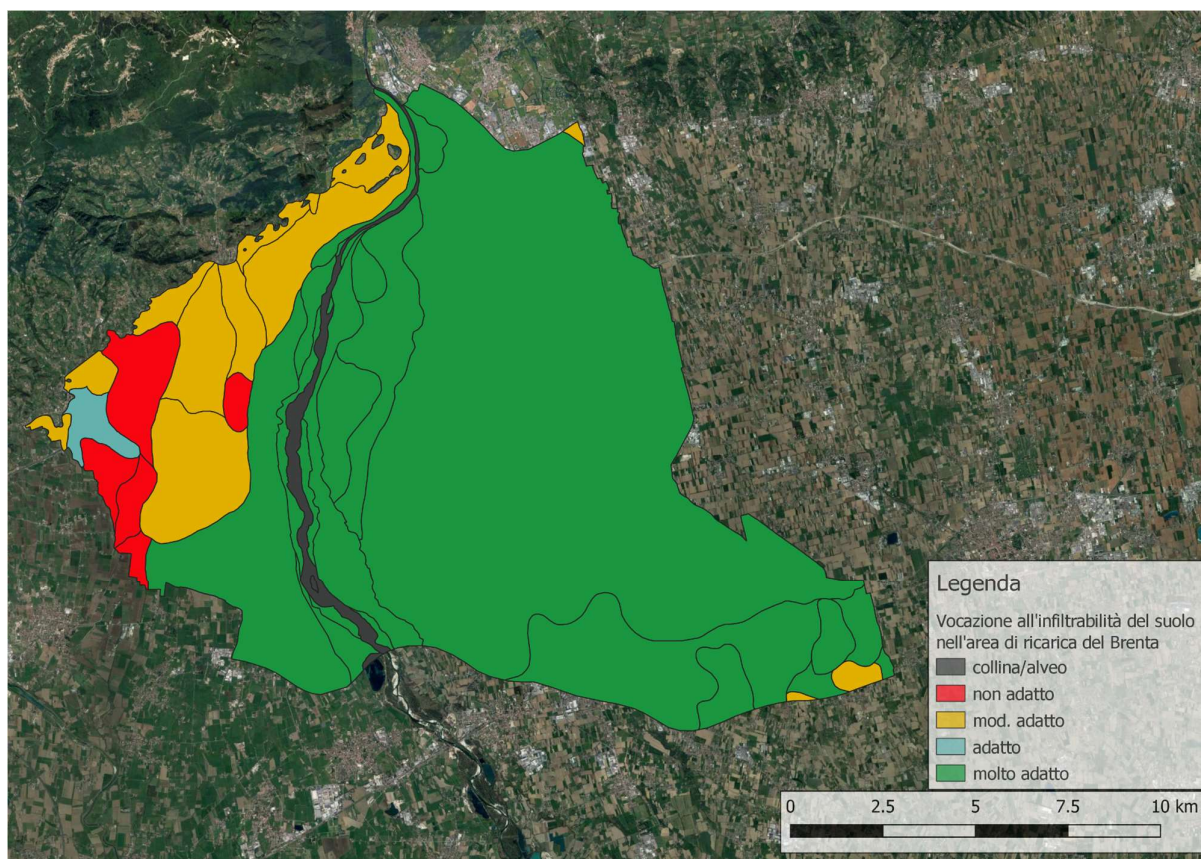 Legenda
Vocazione all'infiltrabilità del suolo
nell'area di ricarica del Brenta
collina/alveo
non adatto
mod. adatto
adatto
molto adatto
0 2.5 5 7.5 10 km